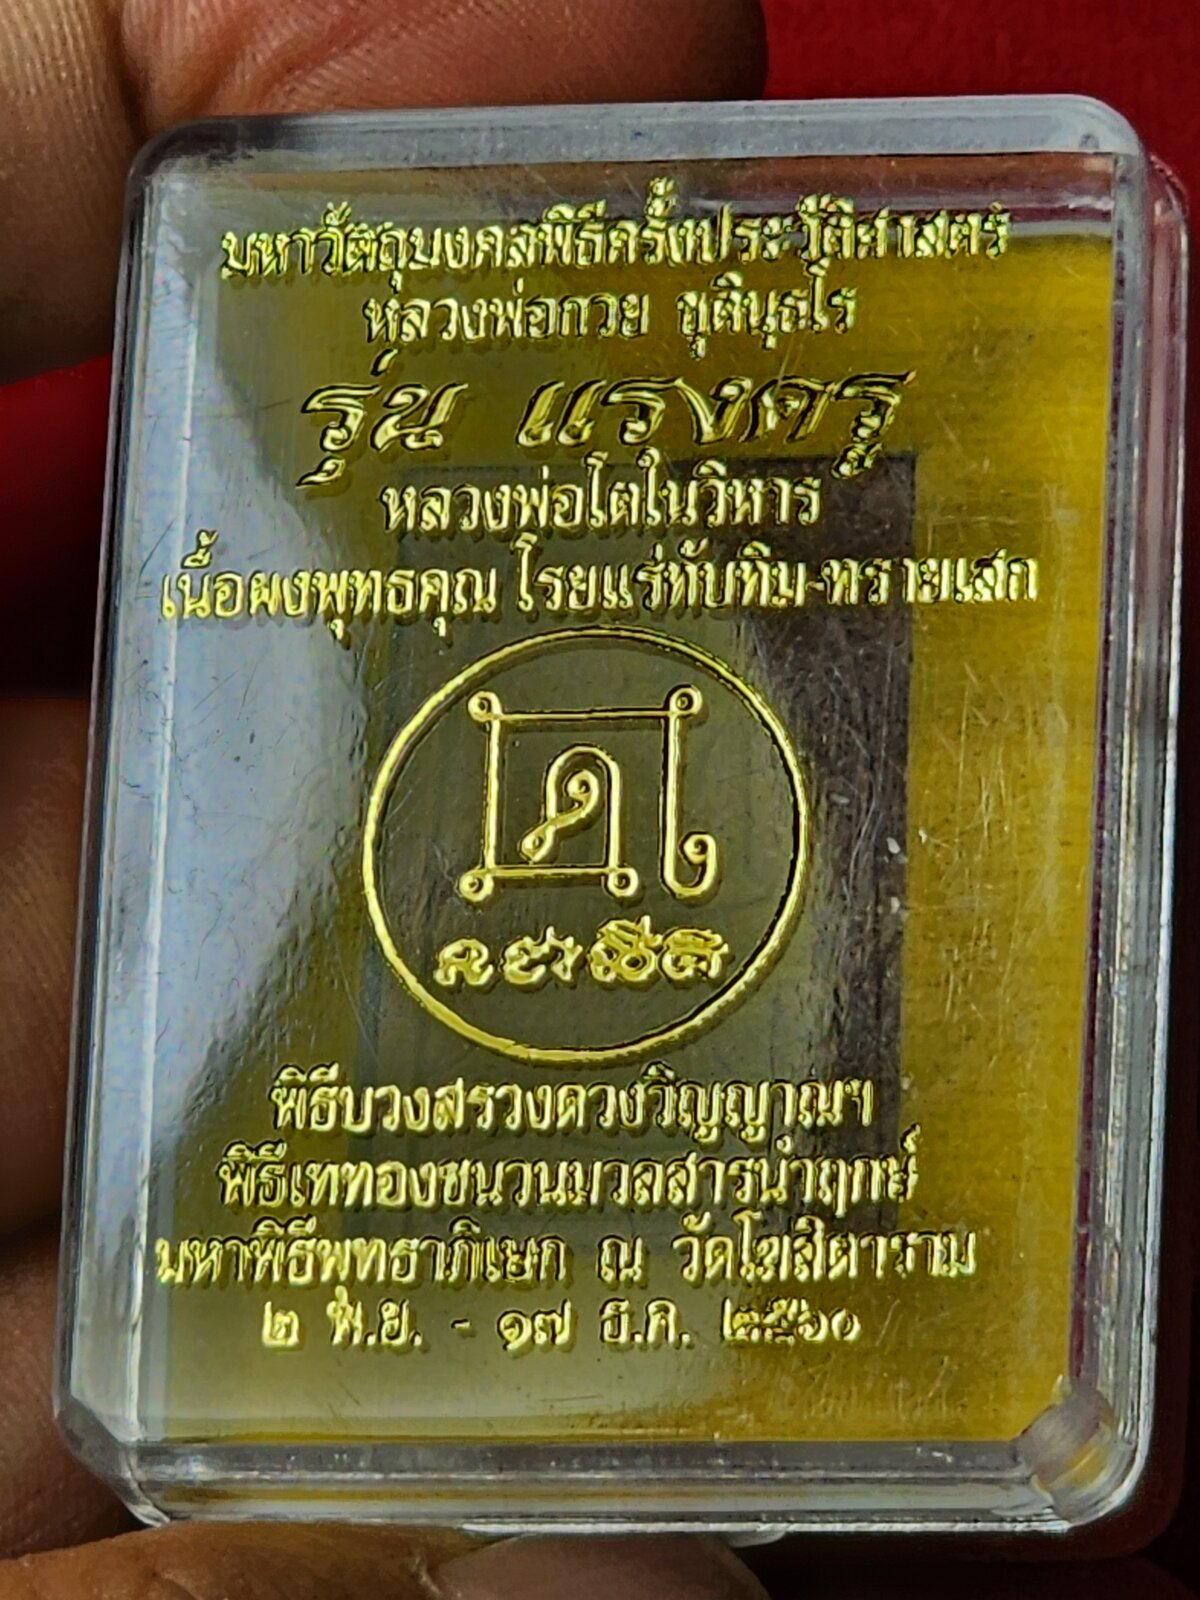 มหาวัตถุมงคลพิธีครั้งประวัติศาสตร์
หลวงพ่อกวย ชุตินฺธโร
รุ่น แรงครู
หลวงพ่อโตในวิหาร
เนื้อผงพุทธคุณ โรยแร่ทับทิม-ทรายเสก
พิธีบวงสรวงดวงวิญญาณฯ
พิธีเททองชนวนมวลสารนำฤกษ์
มหาพิธีพุทธาภิเษก ณ วัดโฆสิตาราม
๒ พ.ย. - ๑๗ ธ.ค. ๒๕๖๐